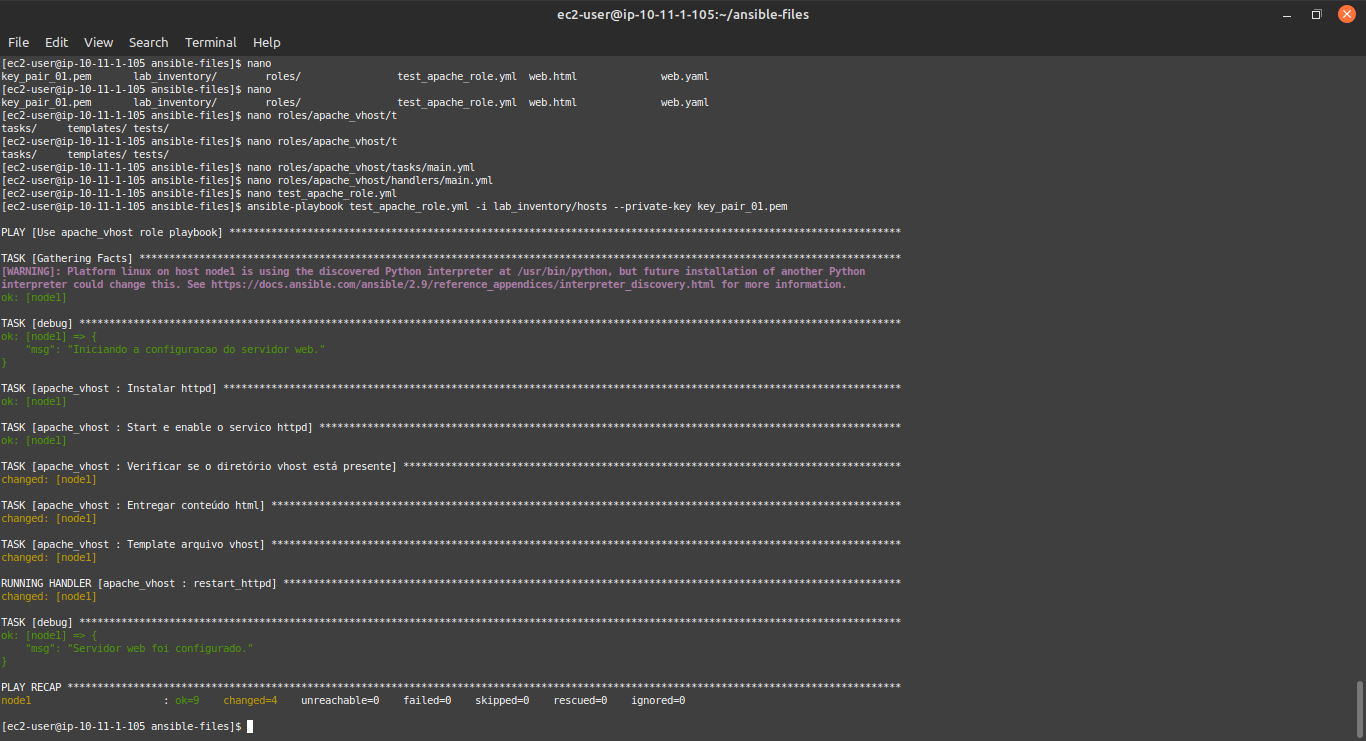 ec2-user@ip-10-11-1-105:~/ansible-files
File Edit View Search Terminal Help
[ec2-user@ip-10-11-1-105 ansible-files]$ nano
key_pair_01.pem lab_inventory/ roles/ test_apache_role.yml web.html web.yaml
[ec2-user@ip-10-11-1-105 ansible-files]$ nano
key_pair_01.pem lab_inventory/ roles/ test_apache_role.yml web.html web.yaml
[ec2-user@ip-10-11-1-105 ansible-files]$ nano roles/apache_vhost/t
tasks/ templates/ tests/
[ec2-user@ip-10-11-1-105 ansible-files]$ nano roles/apache_vhost/t
tasks/ templates/ tests/
[ec2-user@ip-10-11-1-105 ansible-files]$ nano roles/apache_vhost/tasks/main.yml
[ec2-user@ip-10-11-1-105 ansible-files]$ nano roles/apache_vhost/handlers/main.yml
[ec2-user@ip-10-11-1-105 ansible-files]$ nano test_apache_role.yml
[ec2-user@ip-10-11-1-105 ansible-files]$ ansible-playbook test_apache_role.yml -i lab_inventory/hosts --private-key key_pair_01.pem
PLAY [Use apache_vhost role playbook] ****************************************************************************************************************
TASK [Gathering Facts] *******************************************************************************************************************************
[WARNING]: Platform linux on host node1 is using the discovered Python interpreter at /usr/bin/python, but future installation of another Python
interpreter could change this. See https://docs.ansible.com/ansible/2.9/reference_appendices/interpreter_discovery.html for more information.
ok: [node1]
TASK [debug] *****************************************************************************************************************************************
ok: [node1] => {
"msg": "Iniciando a configuracao do servidor web."
}
TASK [apache_vhost : Instalar httpd] *****************************************************************************************************************
ok: [node1]
TASK [apache_vhost : Start e enable o servico httpd] *************************************************************************************************
ok: [node1]
TASK [apache_vhost : Verificar se o diretório vhost está presente] ***********************************************************************************
changed: [node1]
TASK [apache_vhost : Entregar conteúdo html] *********************************************************************************************************
changed: [node1]
TASK [apache_vhost : Template arquivo vhost] *********************************************************************************************************
changed: [node1]
RUNNING HANDLER [apache_vhost : restart_httpd] *******************************************************************************************************
changed: [node1]
TASK [debug] *****************************************************************************************************************************************
ok: [node1] => {
"msg": "Servidor web foi configurado."
}
PLAY RECAP *******************************************************************************************************************************************
node1 : ok=9 changed=4 unreachable=0 failed=0 skipped=0 rescued=0 ignored=0
[ec2-user@ip-10-11-1-105 ansible-files]$